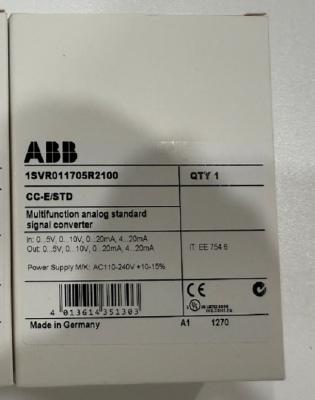 ABB
1SVR011705R2100
QTY 1
CC-E/STD
Multifunction analog standard
signal converter
In: 0...5V, 0...10V, 0...20mA, 4...20mA
Out: 0...5V, 0...10V, 0...20mA, 4...20mA
IT: EE 754 6
Power Supply M/K: AC110-240V +10-15%
4 013614 351303
CE
UL
Made in Germany
A1 1270